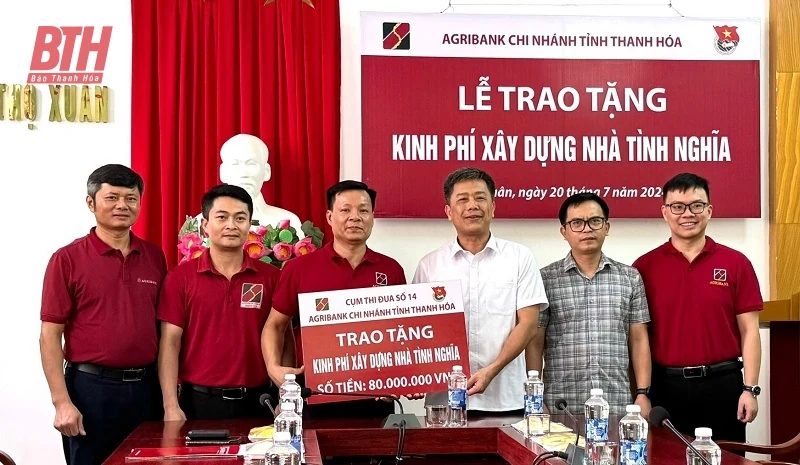 BTH
Báo Thanh Hóa
THỌ XUÂN
AGRIBANK CHI NHÁNH TỈNH THANH HÓA
LỄ TRAO TẶNG
KINH PHÍ XÂY DỰNG NHÀ TÌNH NGHĨA
ngày 20 tháng 7 năm
CỤM THI ĐUA SỐ 14
AGRIBANK CHI NHÁNH TỈNH THANH HÓA
TRAO TẶNG
KINH PHÍ XÂY DỰNG NHÀ TÌNH NGHĨA
SỐ TIỀN: 80.000.000 VN
AGRIBANK
AGRIBANK